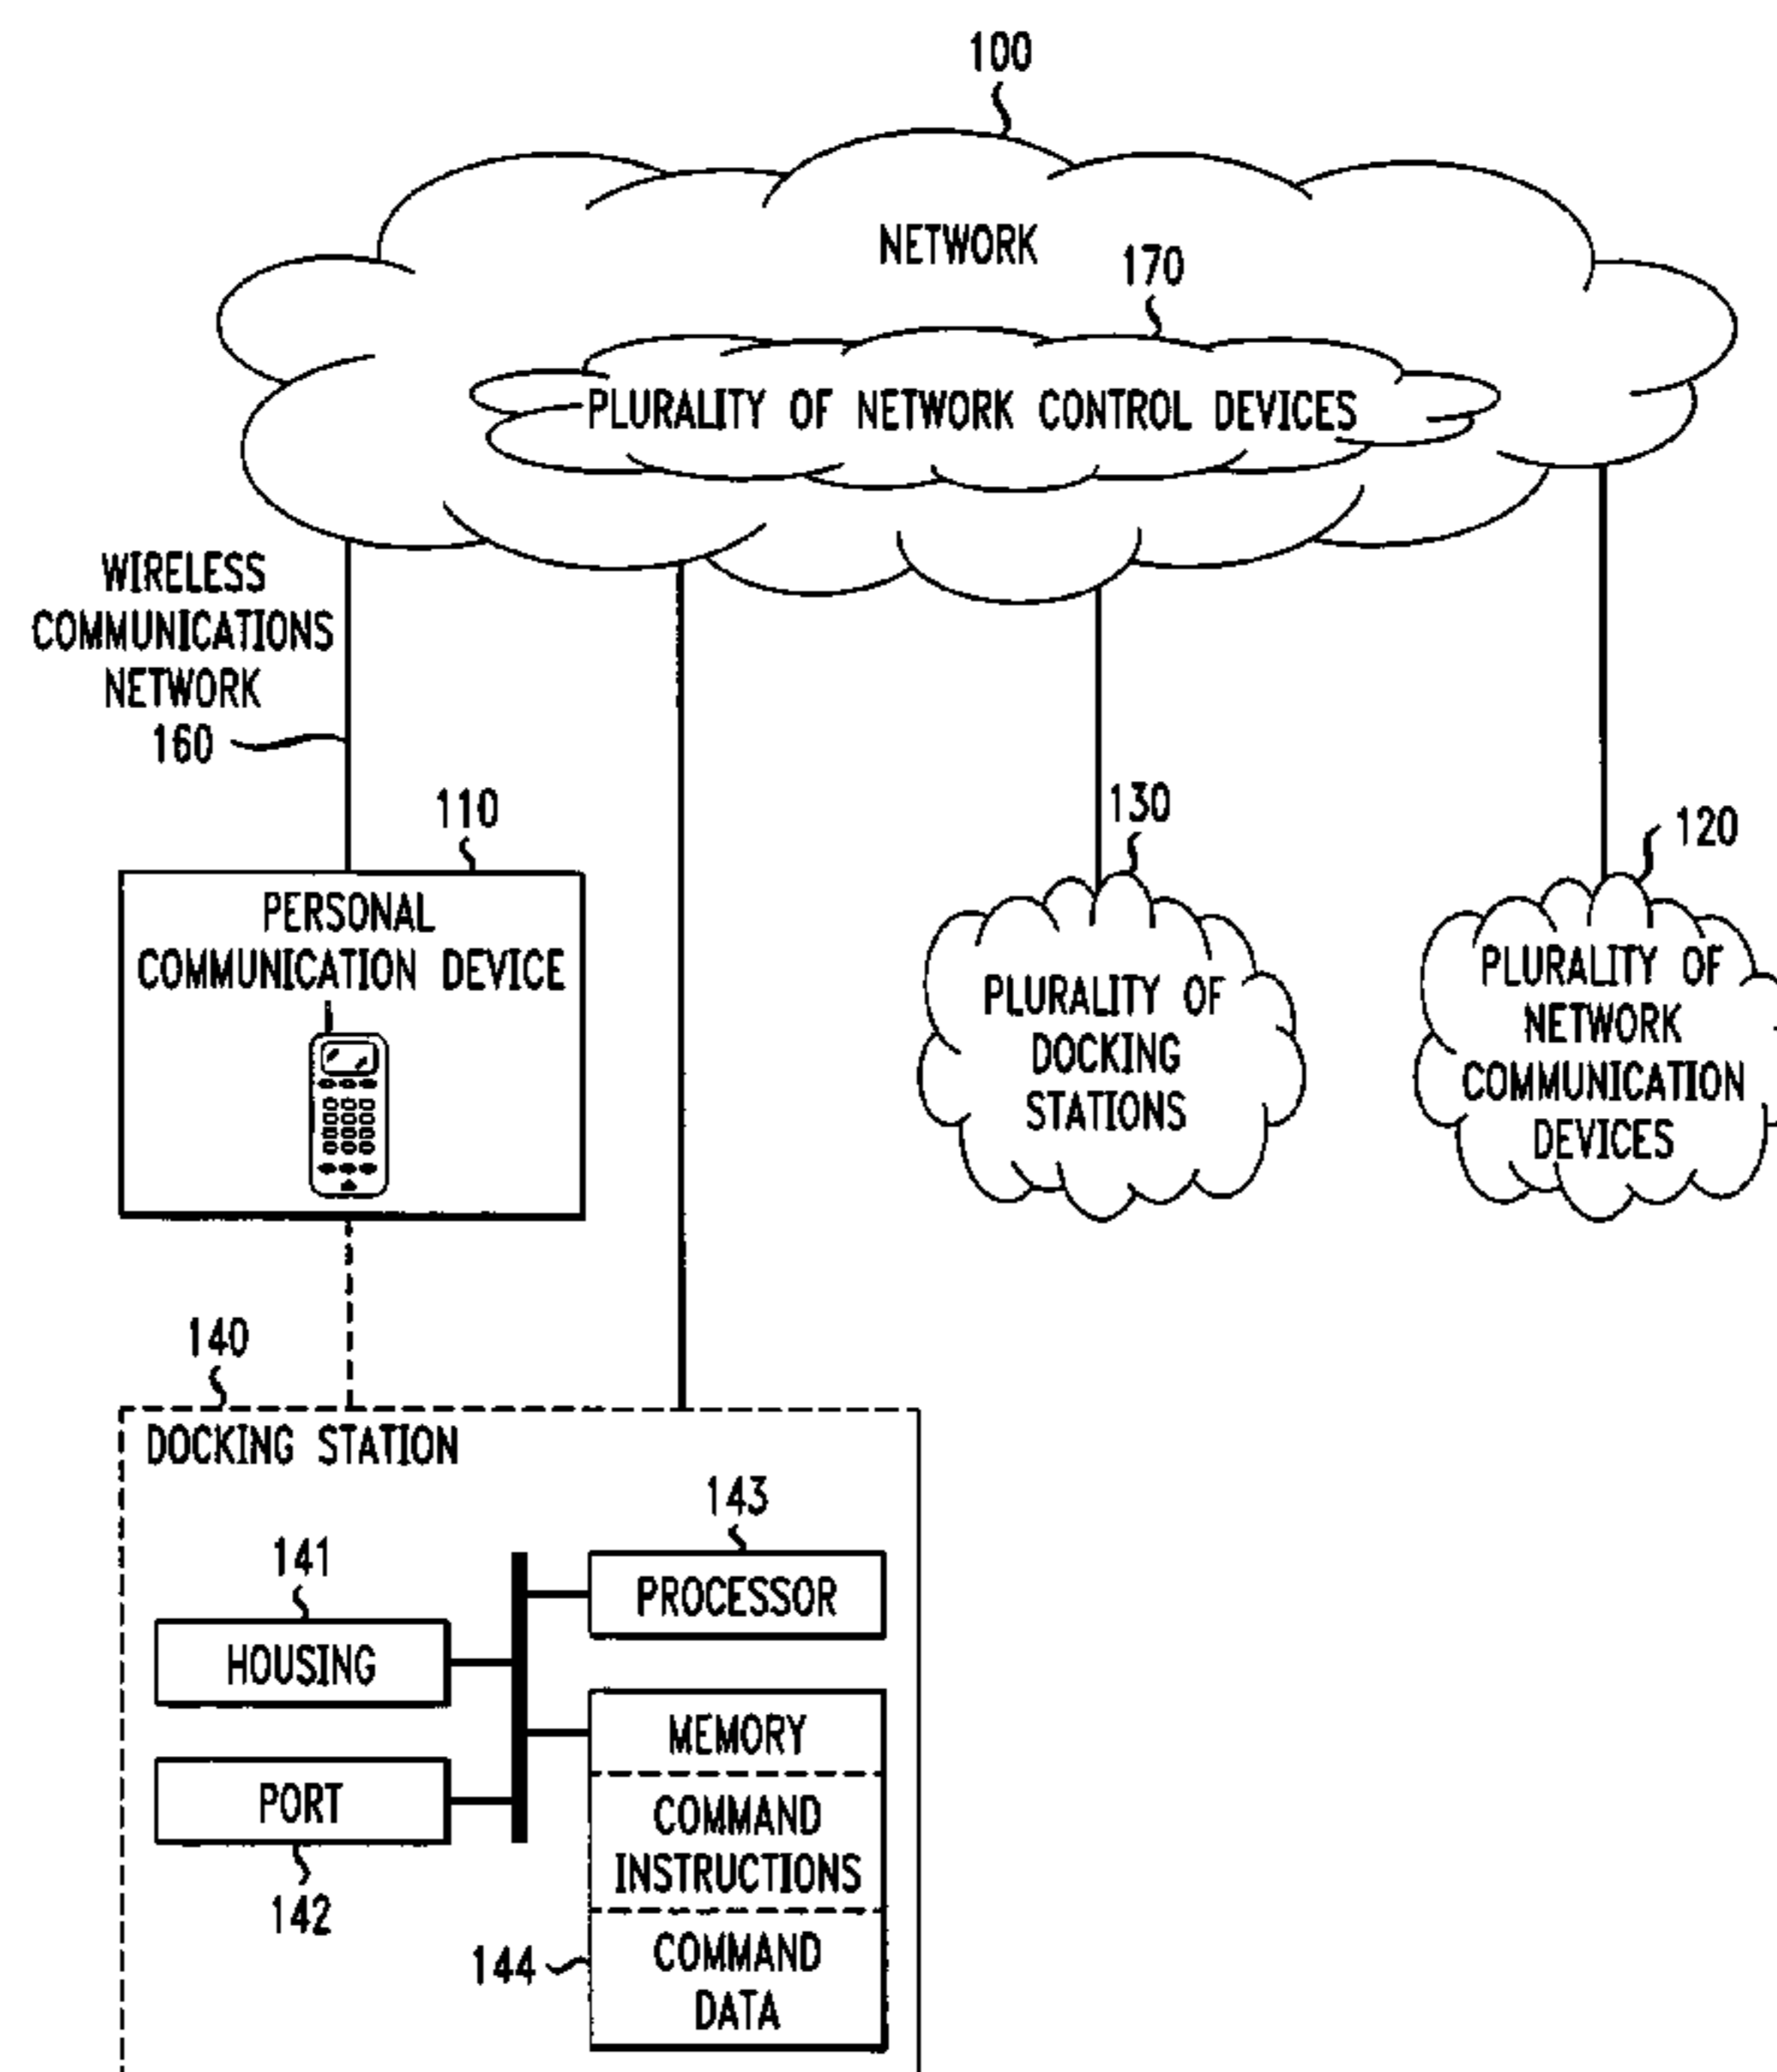 100
NETWORK
170
PLURALITY OF NETWORK CONTROL DEVICES
WIRELESS
COMMUNICATIONS
NETWORK
160
110
PERSONAL
COMMUNICATION DEVICE
130
PLURALITY OF
DOCKING
STATIONS
120
PLURALITY OF
NETWORK
COMMUNICATION
DEVICES
140
DOCKING STATION
143
PROCESSOR
141
HOUSING
MEMORY
PORT
142
COMMAND
INSTRUCTIONS
144
COMMAND
DATA